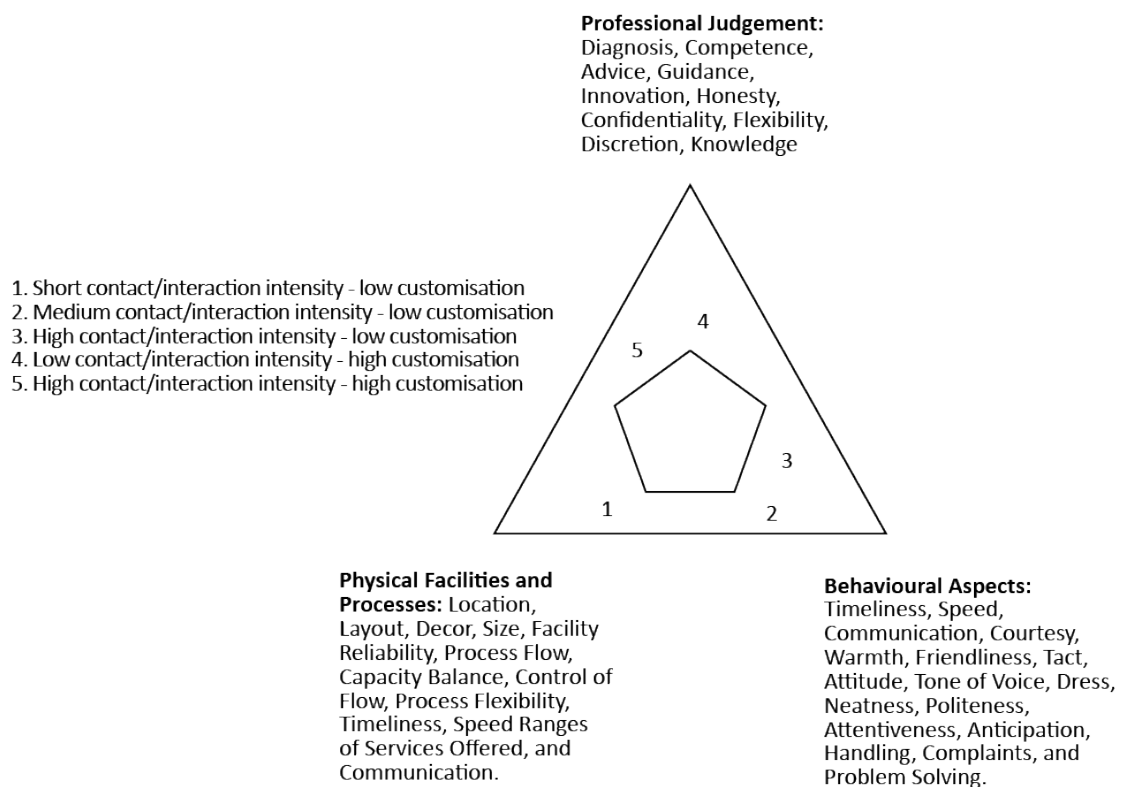 Professional Judgement:
Diagnosis, Competence,
Advice, Guidance,
Innovation, Honesty,
Confidentiality, Flexibility,
Discretion, Knowledge
1. Short contact/interaction intensity - low customisation
2. Medium contact/interaction intensity - low customisation
3. High contact/interaction intensity - low customisation
4. Low contact/interaction intensity - high customisation
5. High contact/interaction intensity - high customisation
4
5
3
1
2
Physical Facilities and
Processes: Location,
Layout, Decor, Size, Facility
Reliability, Process Flow,
Capacity Balance, Control of
Flow, Process Flexibility,
Timeliness, Speed Ranges
of Services Offered, and
Communication.
Behavioural Aspects:
Timeliness, Speed,
Communication, Courtesy,
Warmth, Friendliness, Tact,
Attitude, Tone of Voice, Dress,
Neatness, Politeness,
Attentiveness, Anticipation,
Handling, Complaints, and
Problem Solving.